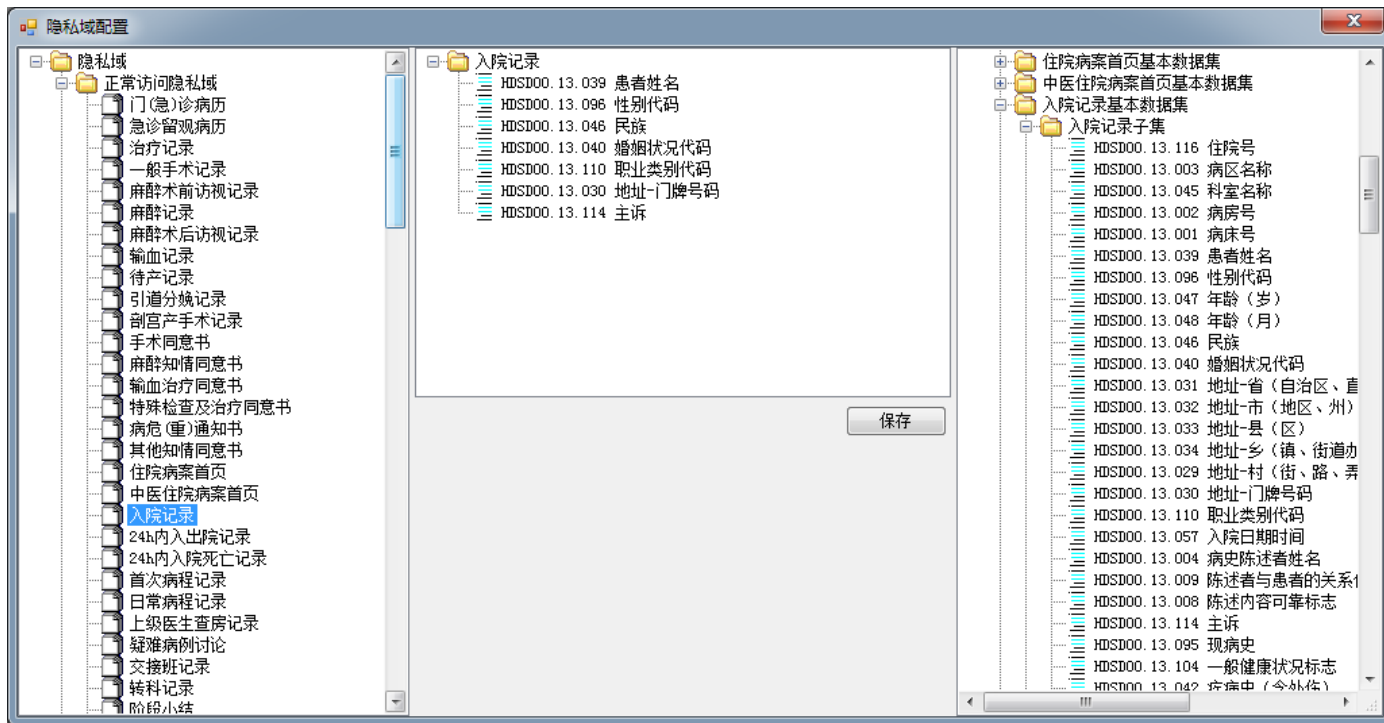 隐私域配置
隐私域
正常访问隐私域
门(急)诊病历
急诊留观病历
治疗记录
一般手术记录
麻醉术前访视记录
麻醉记录
麻醉术后访视记录
输血记录
待产记录
引道分娩记录
剖宫产手术记录
手术同意书
麻醉知情同意书
输血治疗同意书
特殊检查及治疗同意书
病危(重)通知书
其他知情同意书
住院病案首页
中医住院病案首页
入院记录
24h内入出院记录
24h内入院死亡记录
首次病程记录
日常病程记录
上级医生查房记录
疑难病例讨论
交接班记录
转科记录
阶段小结
入院记录
HDSD00.13.039 患者姓名
HDSD00.13.096 性别代码
HDSD00.13.046 民族
HDSD00.13.040 婚姻状况代码
HDSD00.13.110 职业类别代码
HDSD00.13.030 地址-门牌号码
HDSD00.13.114 主诉
保存
住院病案首页基本数据集
中医住院病案首页基本数据集
入院记录基本数据集
入院记录子集
HDSD00.13.116 住院号
HDSD00.13.003 病区名称
HDSD00.13.045 科室名称
HDSD00.13.002 病房号
HDSD00.13.001 病床号
HDSD00.13.039 患者姓名
HDSD00.13.096 性别代码
HDSD00.13.047 年龄（岁）
HDSD00.13.048 年龄（月）
HDSD00.13.046 民族
HDSD00.13.040 婚姻状况代码
HDSD00.13.031 地址-省（自治区、直
HDSD00.13.032 地址-市（地区、州）
HDSD00.13.033 地址-县（区）
HDSD00.13.034 地址-乡（镇、街道办
HDSD00.13.029 地址-村（街、路、弄
HDSD00.13.030 地址-门牌号码
HDSD00.13.110 职业类别代码
HDSD00.13.057 入院日期时间
HDSD00.13.004 病史陈述者姓名
HDSD00.13.009 陈述者与患者的关系
HDSD00.13.008 陈述内容可靠标志
HDSD00.13.114 主诉
HDSD00.13.095 现病史
HDSD00.13.104 一般健康状况标志
HDSD00.13.042 疾病史（含外伤）